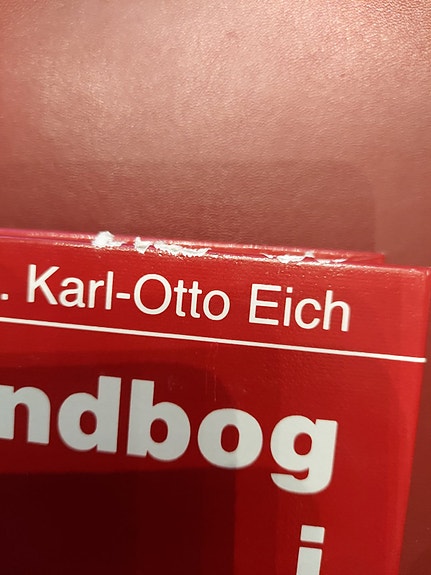 . Karl-Otto Eich
ndbog
i